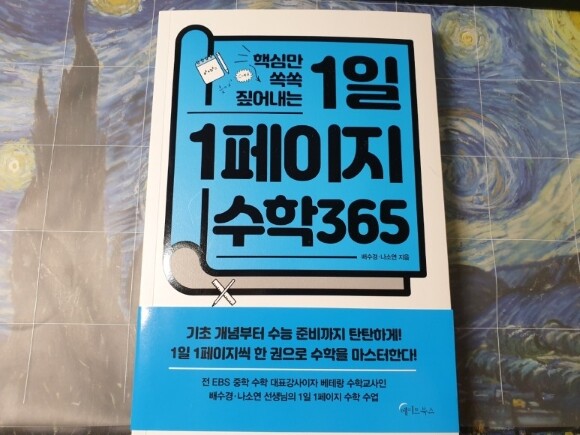 핵심만
쏙쏙
짚어내는
1일
1페이지
수학365
배수경·나소연 지음
기초 개념부터 수능 준비까지 탄탄하게!
1일 1페이지씩 한 권으로 수학을 마스터한다!
전 EBS 중학 수학 대표강사이자 베테랑 수학교사인
배수경·나소연 선생님의 1일 1페이지 수학 수업